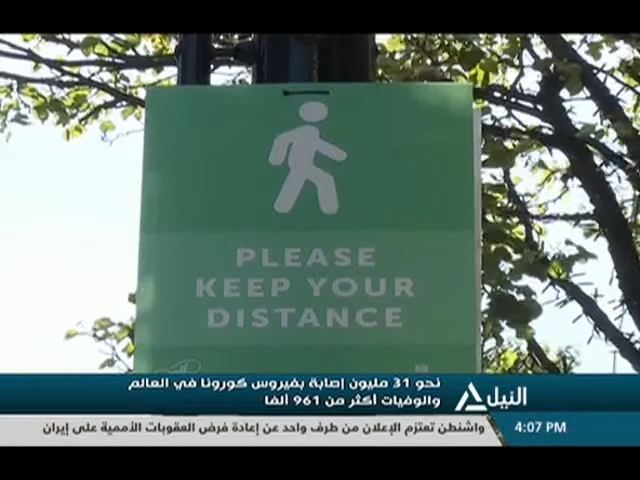 PLEASE
KEEP YOUR
DISTANCE
نحو 31 مليون إصابة بفيروس كورونا في العالم
والوفيات أكثر من 961 ألفا
النيل
واشنطن تعتزم الإعلان من طرف واحد عن إعادة فرض العقوبات الأممية على إيران
4:07 PM